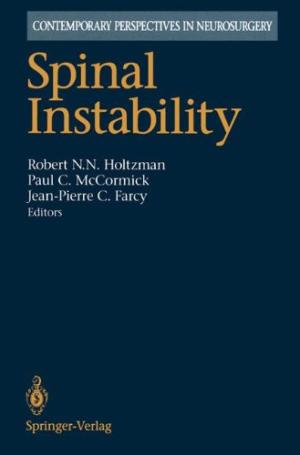 CONTEMPORARY PERSPECTIVES IN NEUROSURGERY
Spinal
Instability
Robert N.N. Holtzman
Paul C. McCormick
Jean-Pierre C. Farcy
Editors
Springer-Verlag